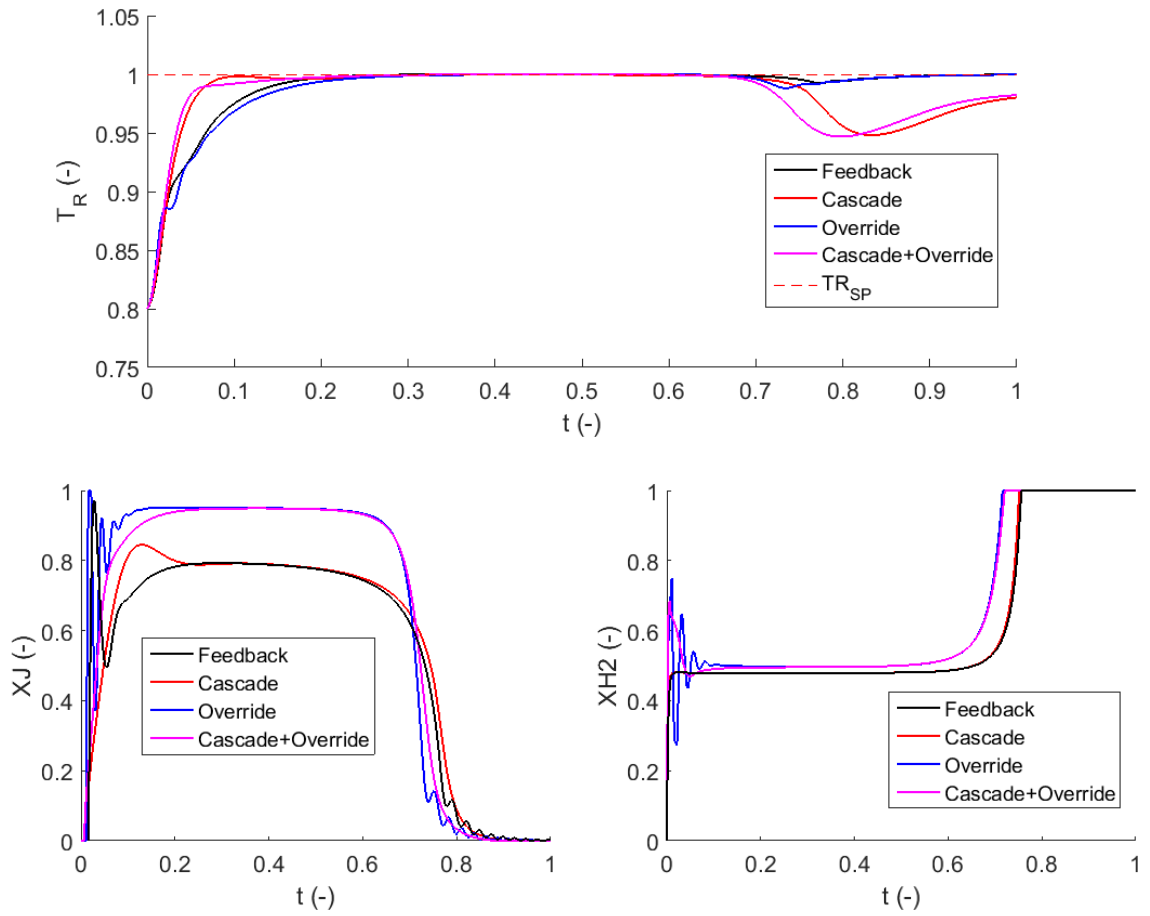 1.05
1
0.95
0.9
0.85
0.8
0.75
T_R (-)
0 0.1 0.2 0.3 0.4 0.5 0.6 0.7 0.8 0.9 1
t (-)
Feedback
Cascade
Override
Cascade+Override
TR_SP
1
0.8
0.6
0.4
0.2
0
XJ (-)
0 0.2 0.4 0.6 0.8 1
t (-)
Feedback
Cascade
Override
Cascade+Override
1
0.8
0.6
0.4
0.2
0
XH2 (-)
0 0.2 0.4 0.6 0.8 1
t (-)
Feedback
Cascade
Override
Cascade+Override